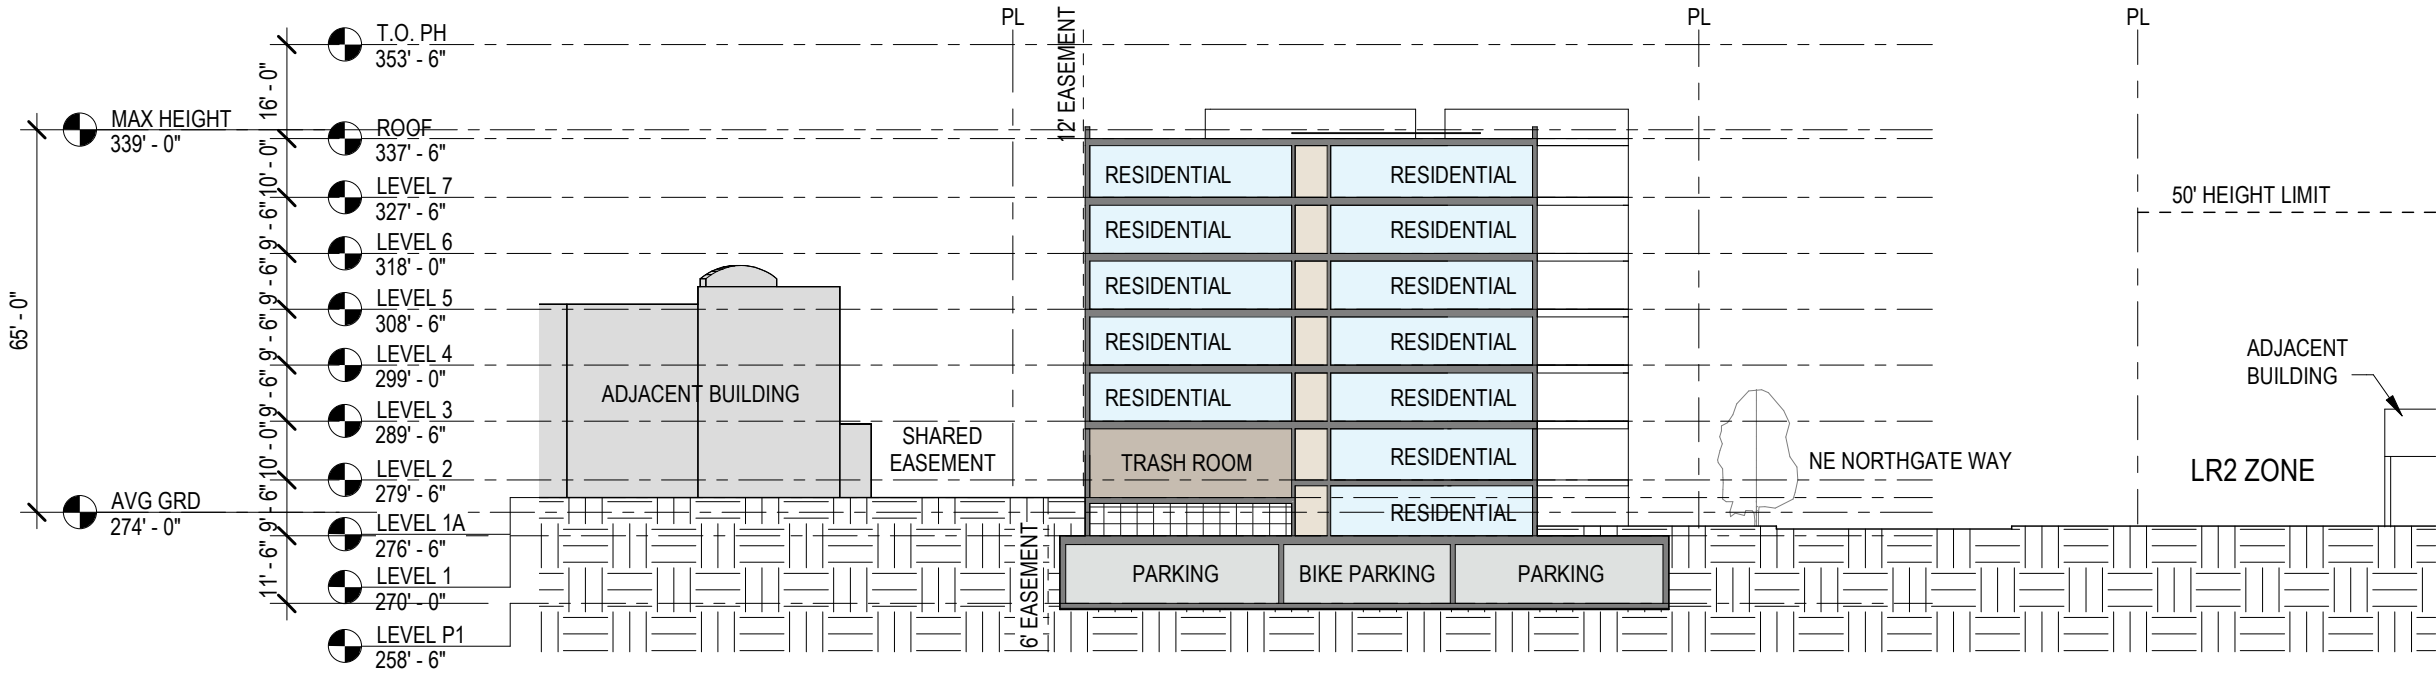 PL
PL
PL
T.O. PH
353' - 6"
12' EASEMENT
16' - 0"
MAX HEIGHT
339' - 0"
ROOF
337' - 6"
10' - 0"
LEVEL 7
327' - 6"
9' - 6"
LEVEL 6
318' - 0"
9' - 6"
LEVEL 5
308' - 6"
9' - 6"
LEVEL 4
299' - 0"
9' - 6"
LEVEL 3
289' - 6"
10' - 0"
LEVEL 2
279' - 6"
9' - 6"
AVG GRD
274' - 0"
LEVEL 1A
276' - 6"
11' - 6"
LEVEL 1
270' - 0"
LEVEL P1
258' - 6"
65' - 0"
ADJACENT BUILDING
SHARED
EASEMENT
6' EASEMENT
RESIDENTIAL RESIDENTIAL
RESIDENTIAL RESIDENTIAL
RESIDENTIAL RESIDENTIAL
RESIDENTIAL RESIDENTIAL
RESIDENTIAL RESIDENTIAL
TRASH ROOM RESIDENTIAL
RESIDENTIAL
PARKING BIKE PARKING PARKING
NE NORTHGATE WAY
50' HEIGHT LIMIT
ADJACENT
BUILDING
LR2 ZONE